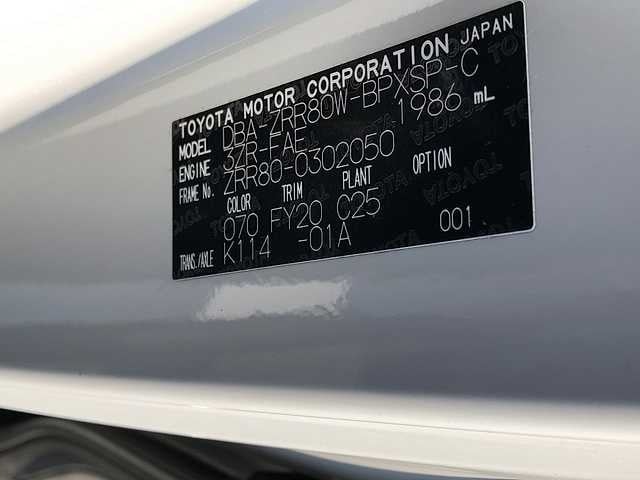 TOYOTA MOTOR CORPORATION JAPAN
MODEL DBA-ZRR80W-BPXSP-C
ENGINE 3ZR-FAE 1986 mL
FRAME No. ZRR80-0302050
COLOR TRIM PLANT OPTION
070 FY20 C25
TRANS./AXLE K114 -01A 001